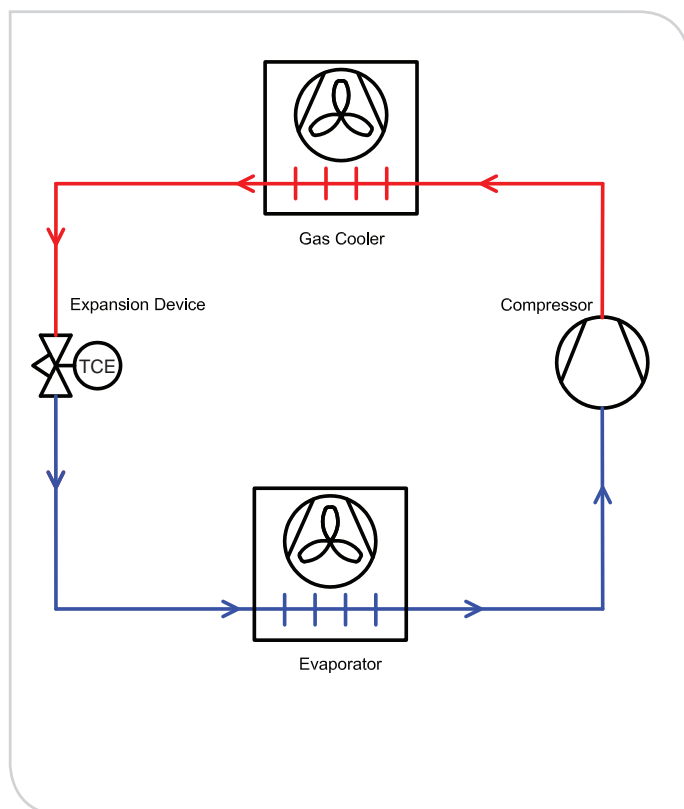 Gas Cooler
Expansion Device
Compressor
TCE
Evaporator